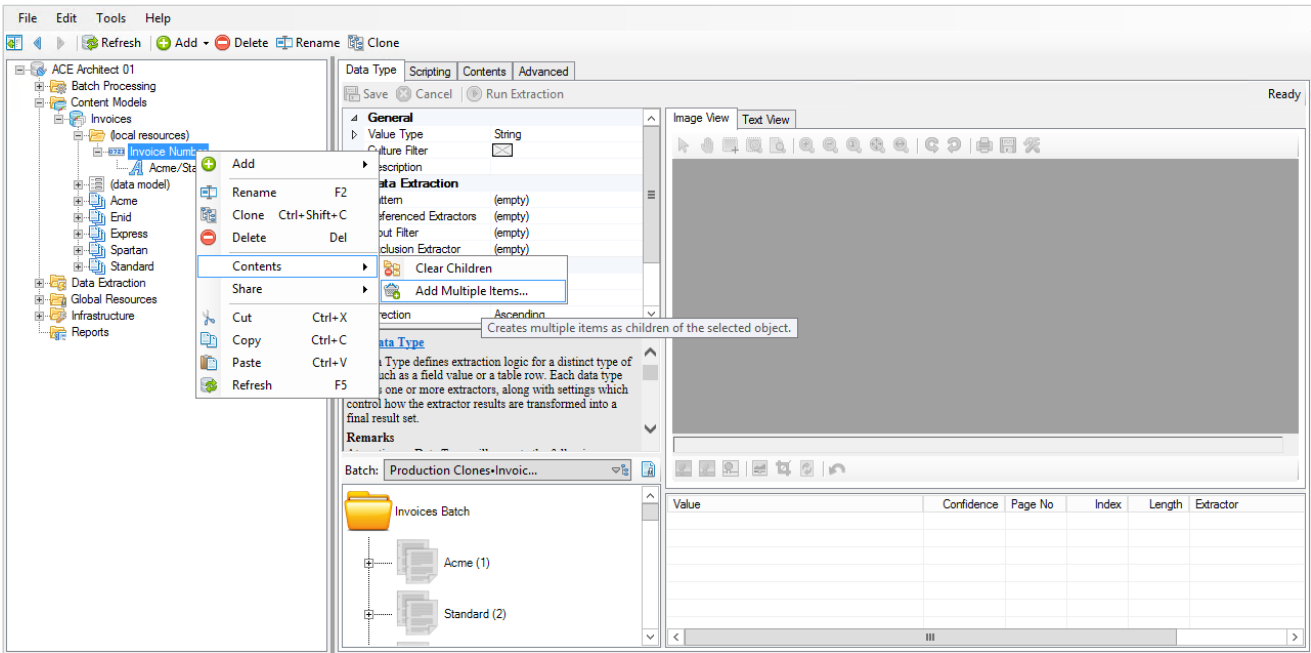 File Edit Tools Help
Refresh Add Delete Rename Clone
ACE Architect 01
Batch Processing
Content Models
Invoices
(local resources)
Invoice Number
Acme/Sta
(data model)
Acme
Enid
Express
Spartan
Standard
Data Extraction
Global Resources
Infrastructure
Reports
Add
Rename F2
Clone Ctrl+Shift+C
Delete Del
Contents
Share
Cut Ctrl+X
Copy Ctrl+C
Paste Ctrl+V
Refresh F5
Clear Children
Add Multiple Items...
Creates multiple items as children of the selected object.
Data Type Scripting Contents Advanced
Save Cancel Run Extraction Ready
General
Value Type String
Culture Filter
escription
ata Extraction
ttern (empty)
eferenced Extractors (empty)
put Filter (empty)
clusion Extractor (empty)
rection Ascending
ata Type
Type defines extraction logic for a distinct type of
uch as a field value or a table row. Each data type
s one or more extractors, along with settings which
control how the extractor results are transformed into a
final result set.
Remarks
Batch: Production Clones•Invoic...
Invoices Batch
Acme (1)
Standard (2)
Image View Text View
Value Confidence Page No Index Length Extractor